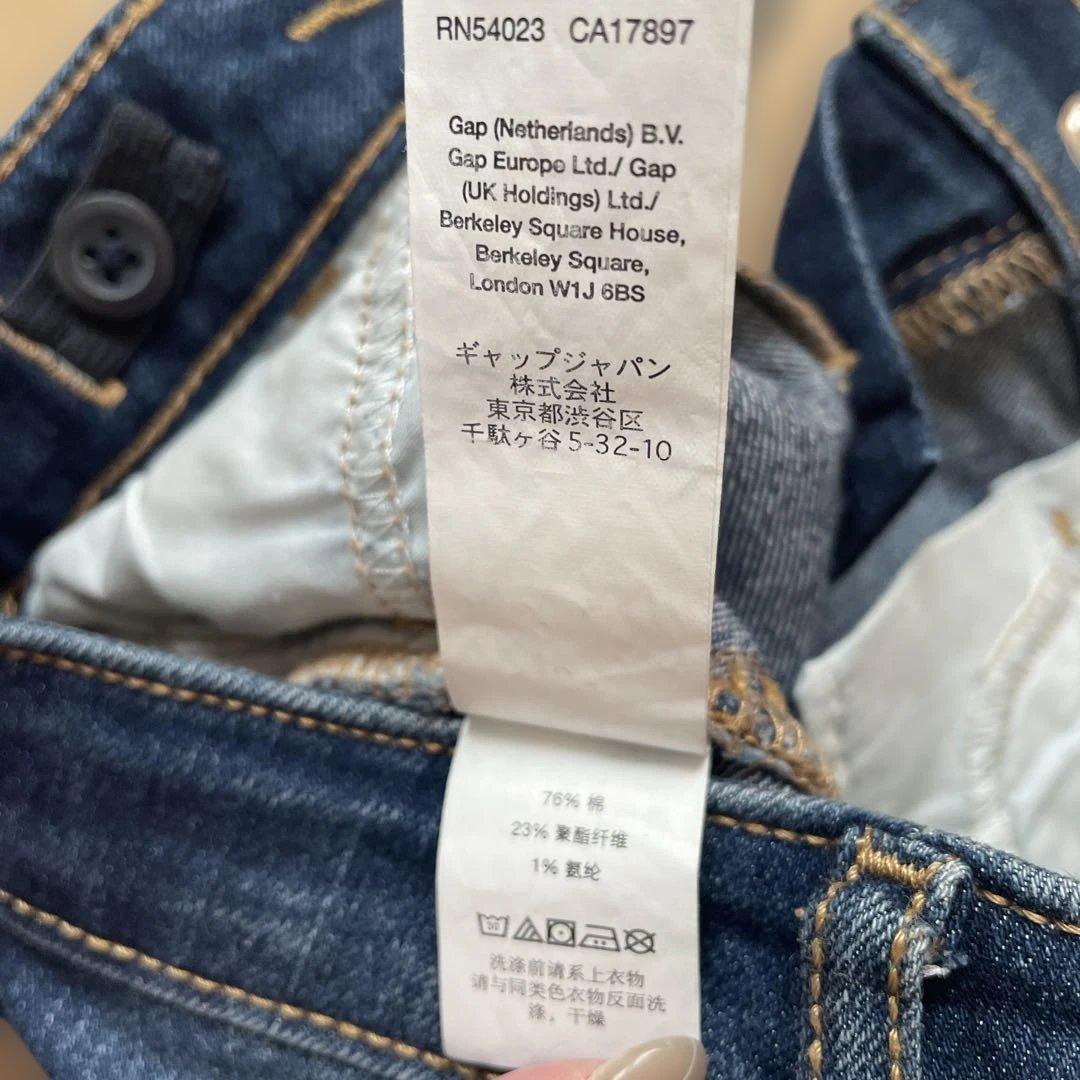 RN54023 CA17897
Gap (Netherlands) B.V.
Gap Europe Ltd./ Gap
(UK Holdings) Ltd./
Berkeley Square House,
Berkeley Square,
London W1J 6BS
ギャップジャパン
株式会社
東京都渋谷区
千駄ヶ谷 5-32-10
76% 棉
23% 聚酯纤维
1% 氨纶
洗涤前请系上衣物
请与同类色衣物反面洗
涤，干燥